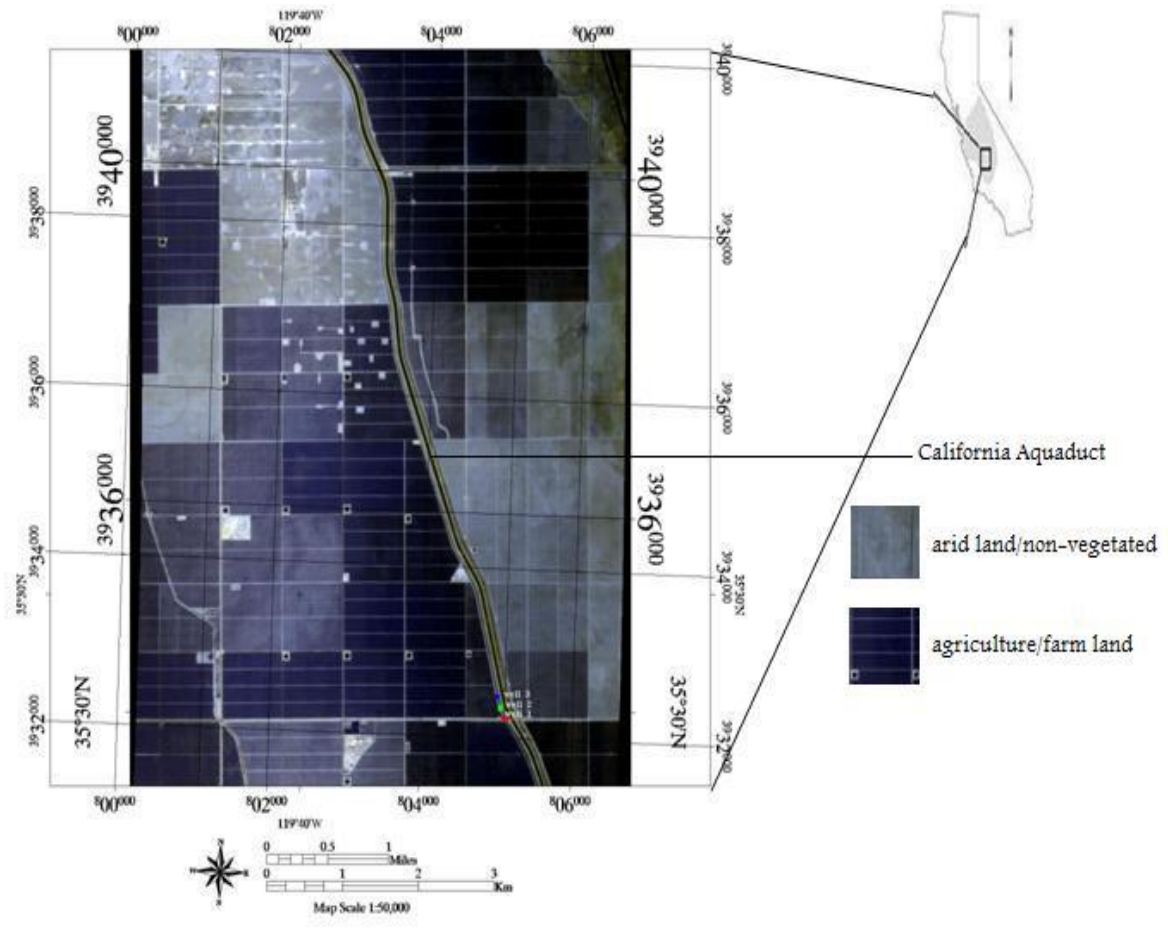 119°40'W
800000 802000 804000 806000
3940000
3940000
3940000
3938000
3938000
3936000
3936000
3936000
3936000
California Aquaduct
arid land/non-vegetated
3934000
3934000
35°30'N
35°30'N
agriculture/farm land
well 3
well 2
well 1
35°30'N
35°30'N
3932000
3932000
800000 802000 804000 806000
119°40'W
N
W E
S
0 0.5 1
Miles
0 1 2 3
Km
Map Scale 1:50,000